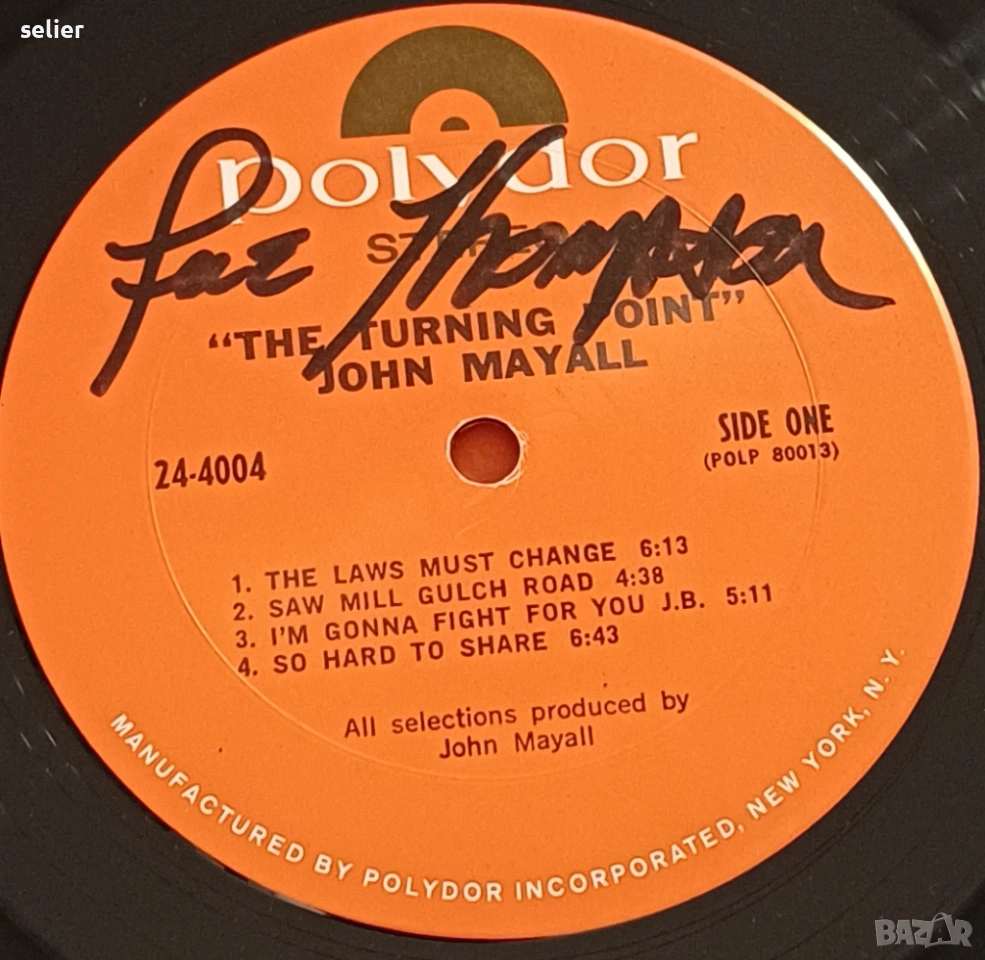 selier
polydor
STEREO
Thompson
"THE TURNING POINT"
JOHN MAYALL
SIDE ONE
24-4004
(POLP 80013)
1. THE LAWS MUST CHANGE 6:13
2. SAW MILL GULCH ROAD 4:38
3. I'M GONNA FIGHT FOR YOU J.B. 5:11
4. SO HARD TO SHARE 6:43
All selections produced by
John Mayall
MANUFACTURED BY POLYDOR INCORPORATED, NEW YORK, N.Y.
BAZAR